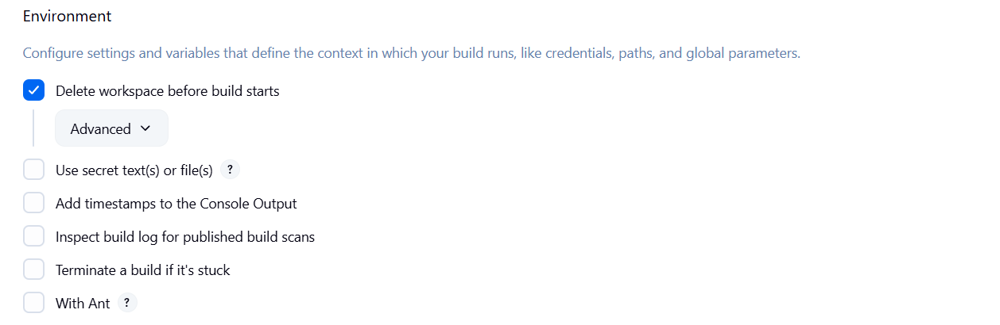 Environment
Configure settings and variables that define the context in which your build runs, like credentials, paths, and global parameters.
Delete workspace before build starts
Advanced
Use secret text(s) or file(s) ?
Add timestamps to the Console Output
Inspect build log for published build scans
Terminate a build if it's stuck
With Ant ?